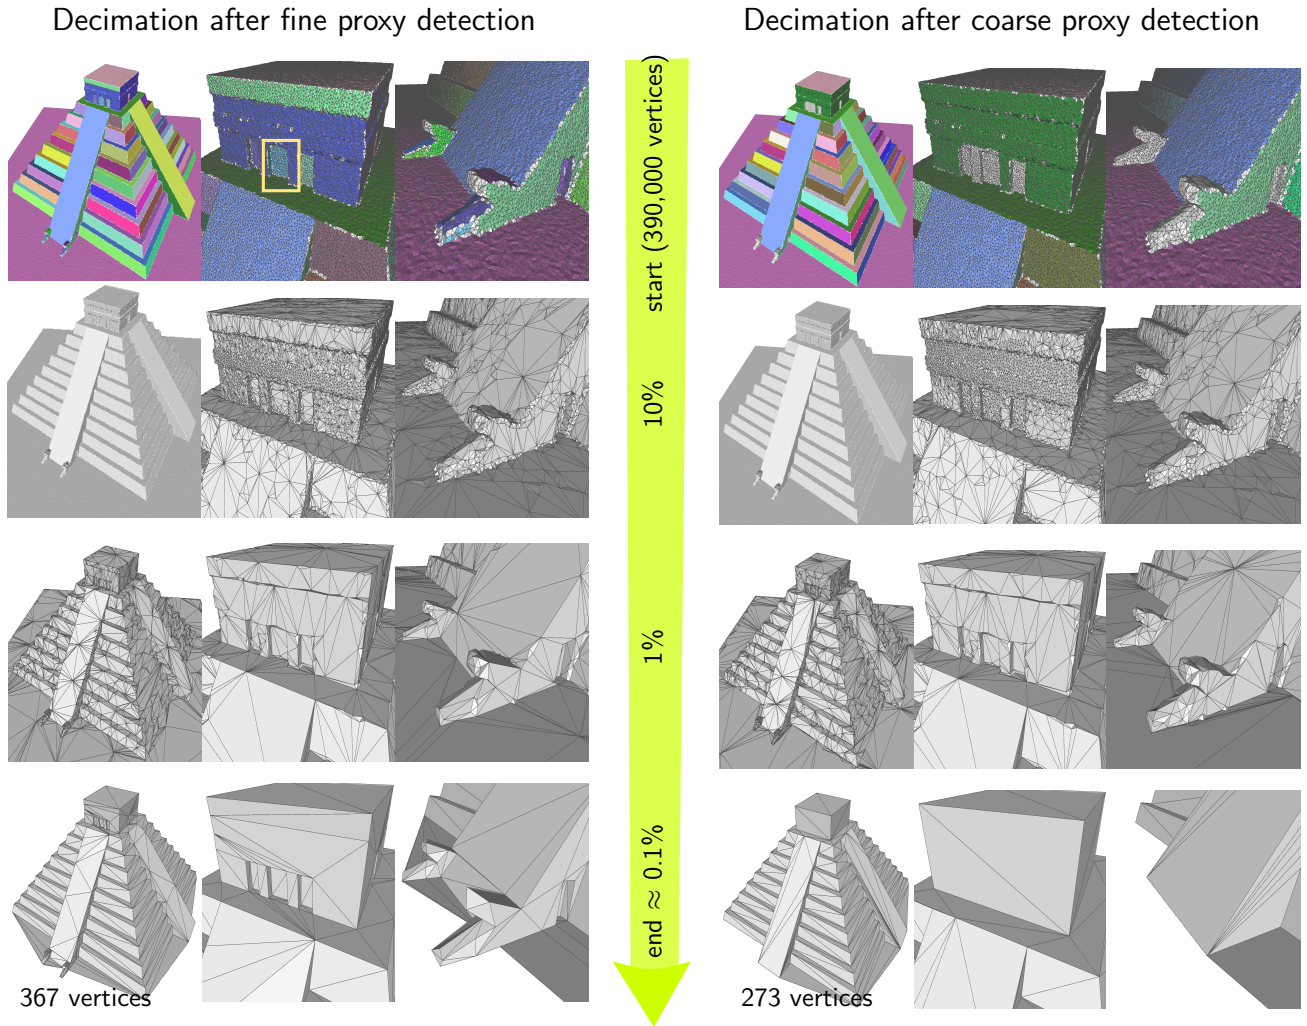 Decimation after fine proxy detection
Decimation after coarse proxy detection
start (390,000 vertices)
10%
1%
end ≈ 0.1%
367 vertices
273 vertices